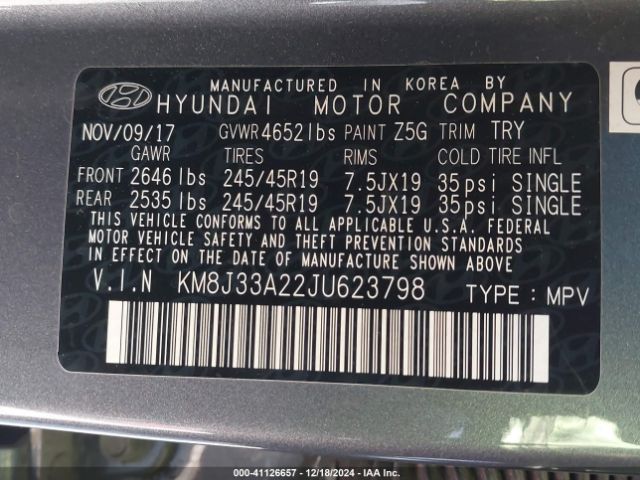 MANUFACTURED IN KOREA BY
HYUNDAI MOTOR COMPANY
NOV/09/17 GVWR 4652lbs PAINT Z5G TRIM TRY
GAWR TIRES RIMS COLD TIRE INFL
FRONT 2646 lbs 245/45R19 7.5JX19 35psi SINGLE
REAR 2535 lbs 245/45R19 7.5JX19 35psi SINGLE
THIS VEHICLE CONFORMS TO ALL APPLICABLE U.S.A. FEDERAL
MOTOR VEHICLE SAFETY AND THEFT PREVENTION STANDARDS
IN EFFECT ON THE DATE OF MANUFACTURE SHOWN ABOVE.
V.I.N KM8J33A22JU623798 TYPE : MPV
000-41126657 - 12/18/2024 - IAA Inc.